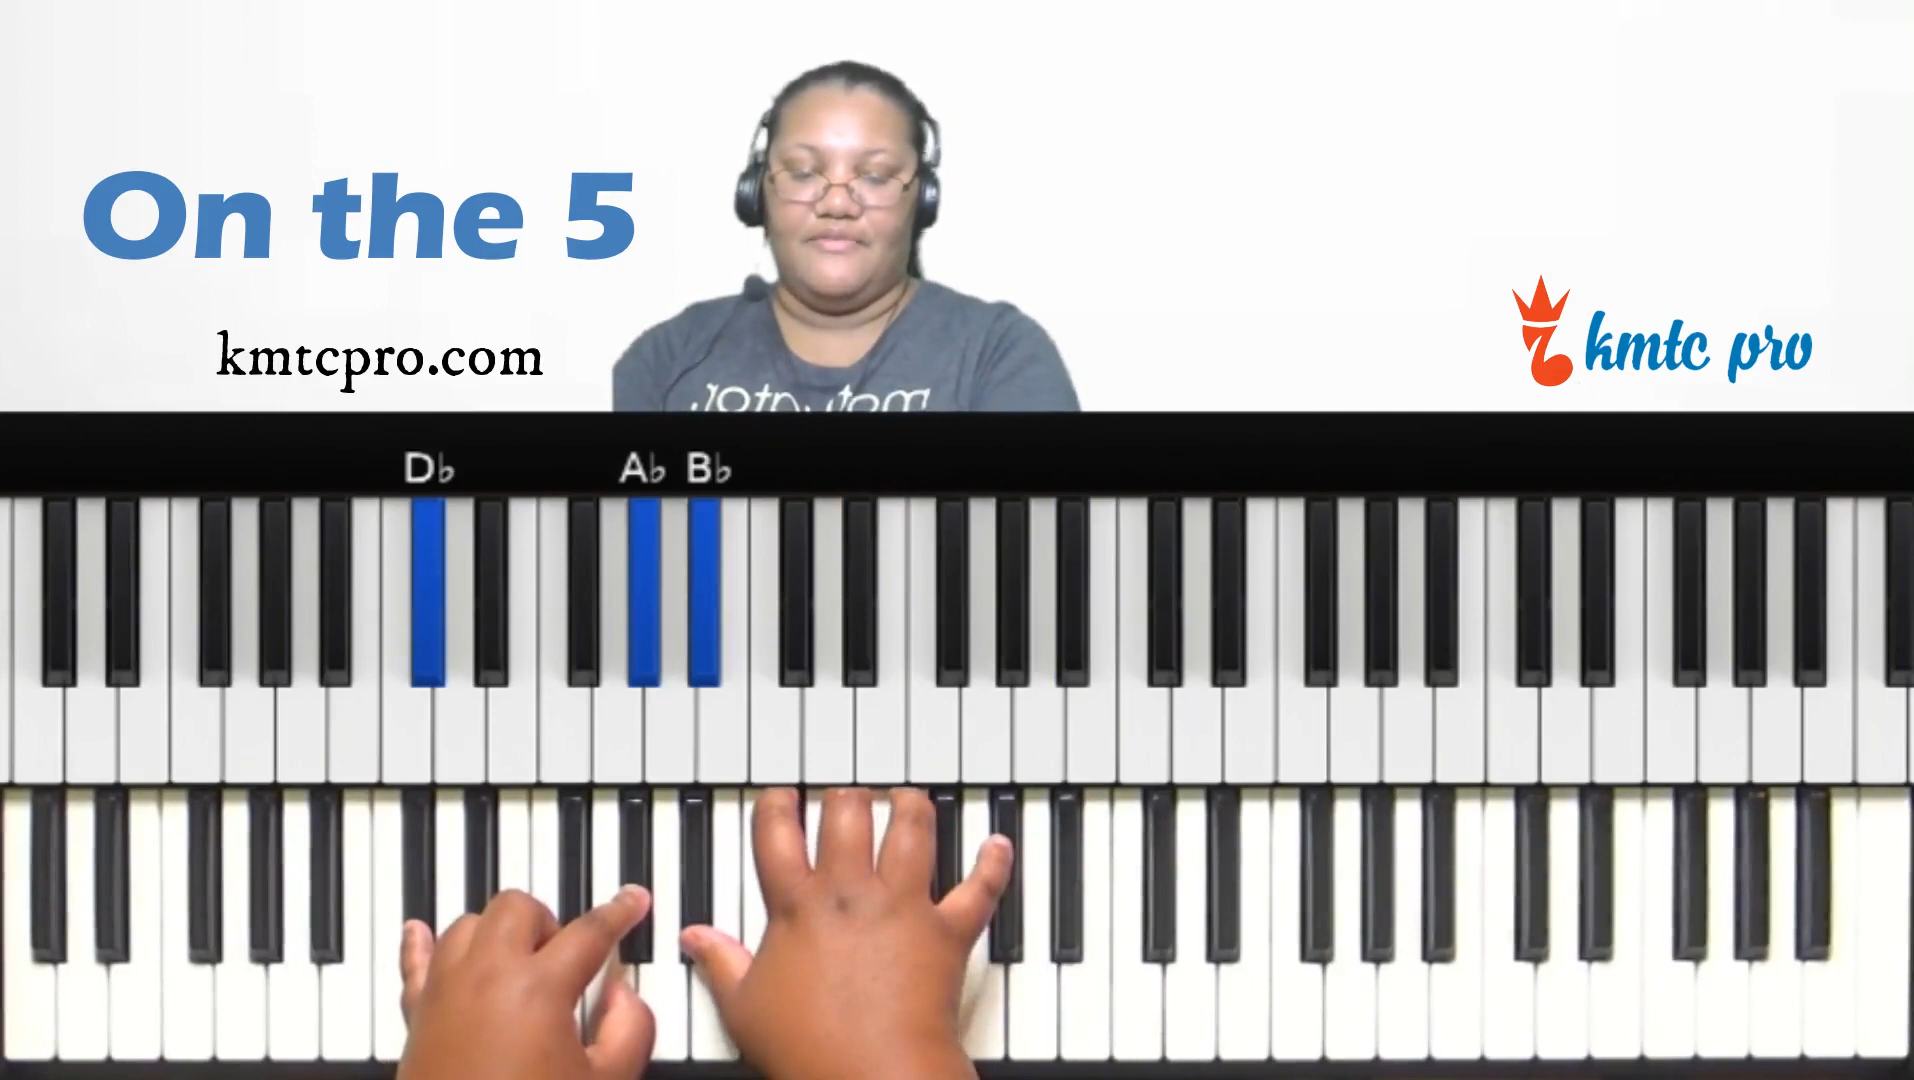 On the 5
kmtcpro.com
kmtc pro
D♭ A♭ B♭